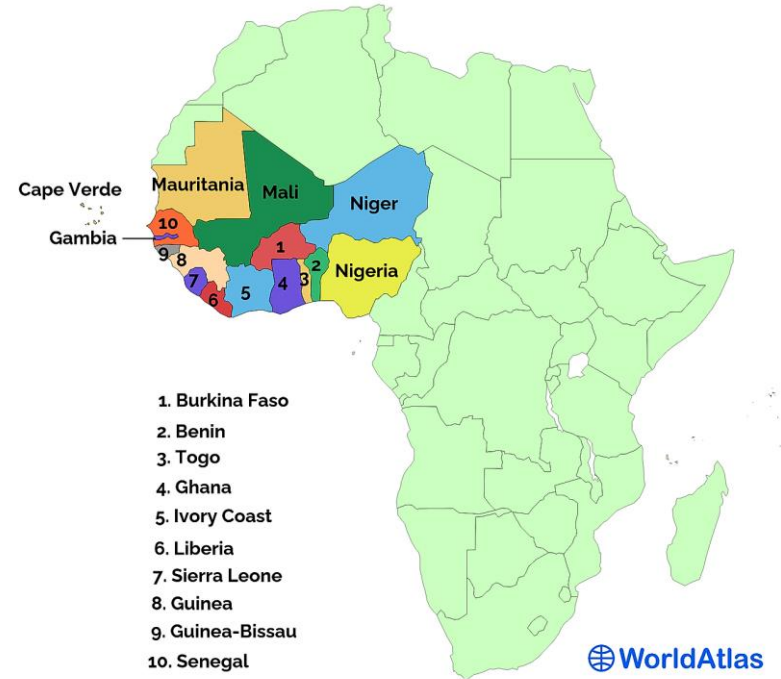 Cape Verde
Mauritania
Mali
Niger
10
Gambia
9
8
1
2
Nigeria
7
6
5
4
3
1. Burkina Faso
2. Benin
3. Togo
4. Ghana
5. Ivory Coast
6. Liberia
7. Sierra Leone
8. Guinea
9. Guinea-Bissau
10. Senegal
WorldAtlas